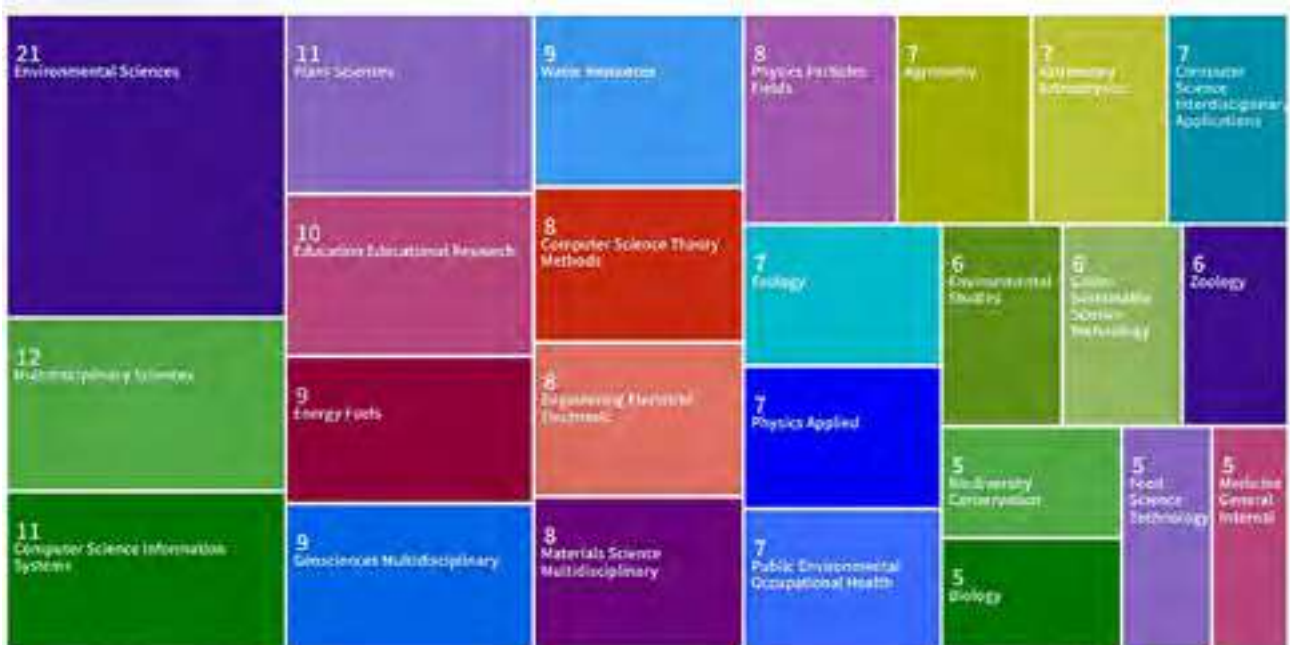 21
Environmental Sciences
12
Multidisciplinary Sciences
11
Computer Science Information
Systems
11
Plant Sciences
10
Education Educational Research
9
Energy Fuels
9
Geosciences Multidisciplinary
9
Water Resources
8
Computer Science Theory
Methods
8
Engineering Electrical
Electronic
8
Materials Science
Multidisciplinary
8
Physics Particles
Fields
7
Agronomy
7
Astronomy
Astrophysics
7
Computer
Science
Interdisciplinary
Applications
7
Ecology
7
Physics Applied
7
Public Environmental
Occupational Health
6
Environmental
Studies
6
Green
Sustainable
Science
Technology
6
Zoology
5
Biodiversity
Conservation
5
Biology
5
Food
Science
Technology
5
Medicine
General
Internal